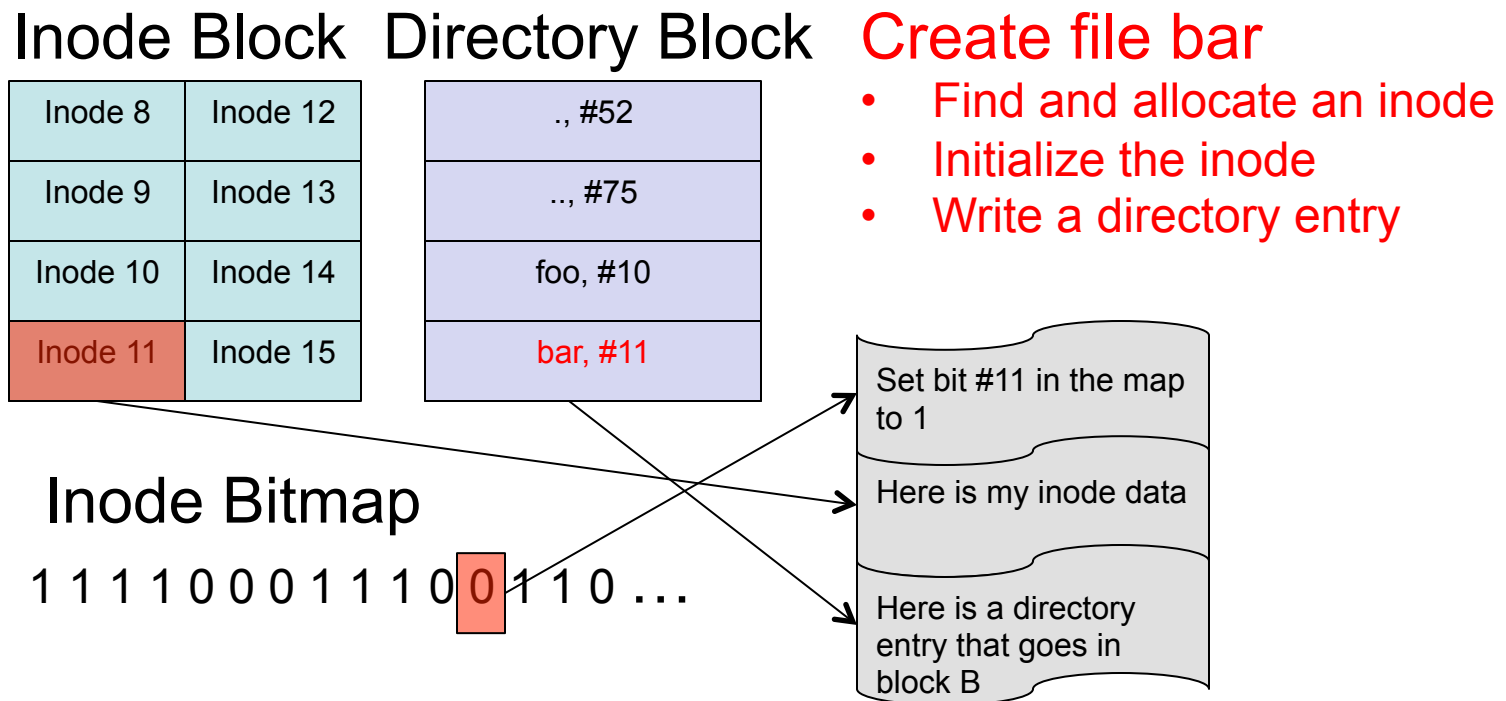 Inode Block
Inode 8 Inode 12
Inode 9 Inode 13
Inode 10 Inode 14
Inode 11 Inode 15
Directory Block
., #52
.., #75
foo, #10
bar, #11
Create file bar
• Find and allocate an inode
• Initialize the inode
• Write a directory entry
Inode Bitmap
1 1 1 1 0 0 0 1 1 1 0 0 1 1 0 ...
Set bit #11 in the map
to 1
Here is my inode data
Here is a directory
entry that goes in
block B